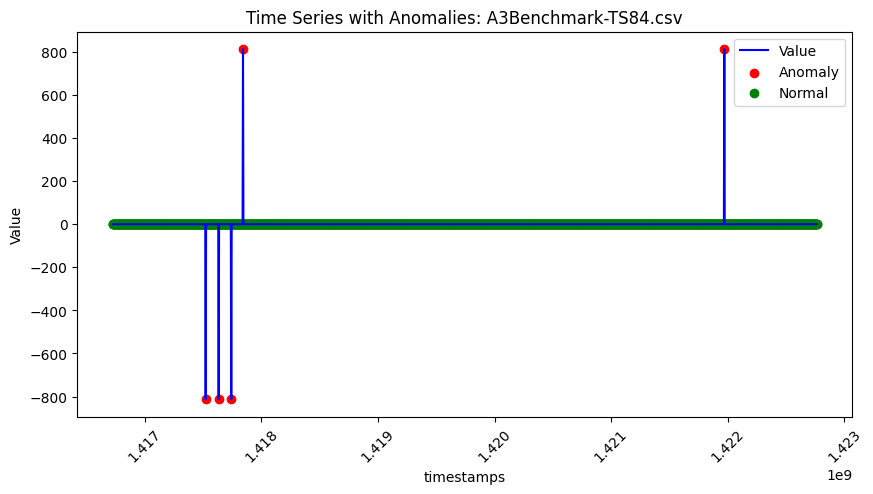 Time Series with Anomalies: A3Benchmark-TS84.csv
Value
Anomaly
Normal
800
600
400
200
0
−200
−400
−600
−800
Value
1.417
1.418
1.419
1.420
1.421
1.422
1.423
1e9
timestamps